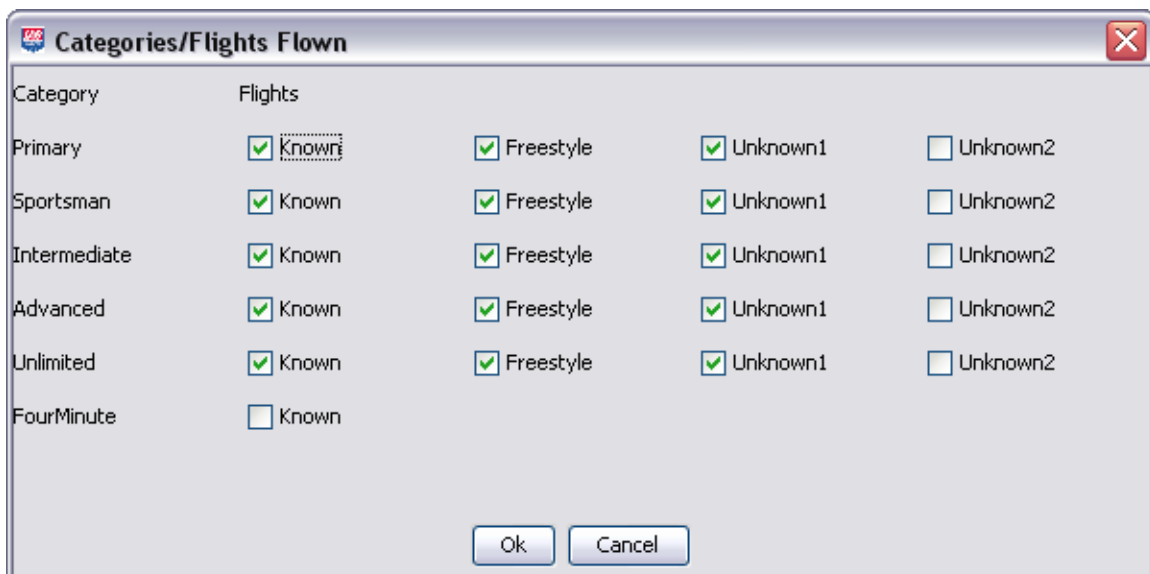 Categories/Flights Flown
Category Flights
Primary Known Freestyle Unknown1 Unknown2
Sportsman Known Freestyle Unknown1 Unknown2
Intermediate Known Freestyle Unknown1 Unknown2
Advanced Known Freestyle Unknown1 Unknown2
Unlimited Known Freestyle Unknown1 Unknown2
FourMinute Known
Ok Cancel